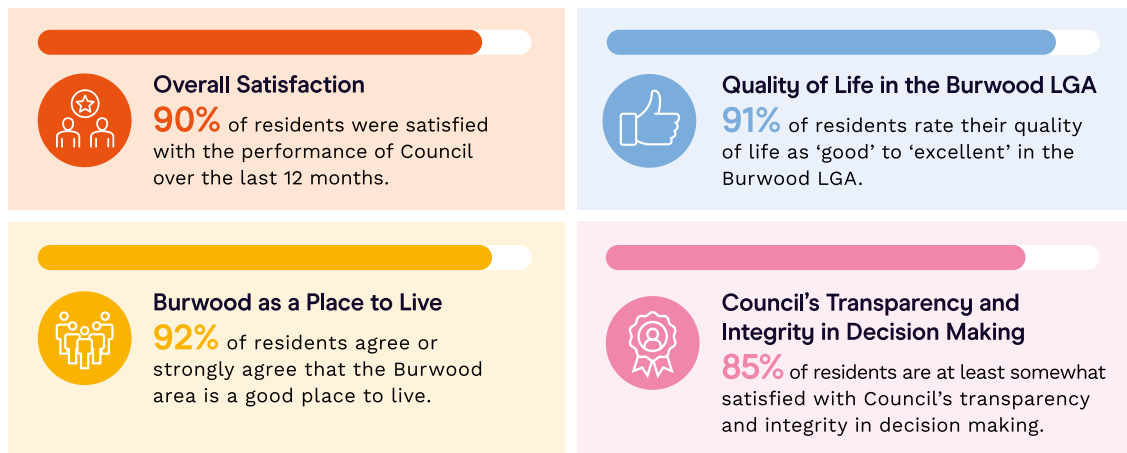 Overall Satisfaction
90% of residents were satisfied
with the performance of Council
over the last 12 months.
Quality of Life in the Burwood LGA
91% of residents rate their quality
of life as ‘good’ to ‘excellent’ in the
Burwood LGA.
Burwood as a Place to Live
92% of residents agree or
strongly agree that the Burwood
area is a good place to live.
Council’s Transparency and
Integrity in Decision Making
85% of residents are at least somewhat
satisfied with Council’s transparency
and integrity in decision making.